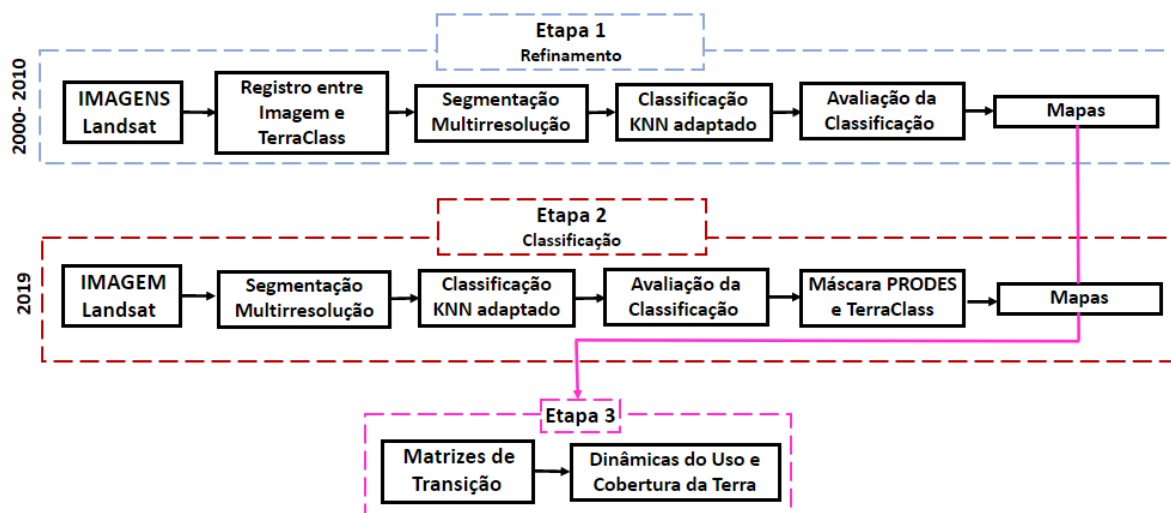 Etapa 1
Refinamento
2000- 2010
IMAGENS
Landsat
Registro entre
Imagem e
TerraClass
Segmentação
Multirresolução
Classificação
KNN adaptado
Avaliação da
Classificação
Mapas
Etapa 2
Classificação
2019
IMAGEM
Landsat
Segmentação
Multirresolução
Classificação
KNN adaptado
Avaliação da
Classificação
Máscara PRODES
e TerraClass
Mapas
Etapa 3
Matrizes de
Transição
Dinâmicas do Uso e
Cobertura da Terra